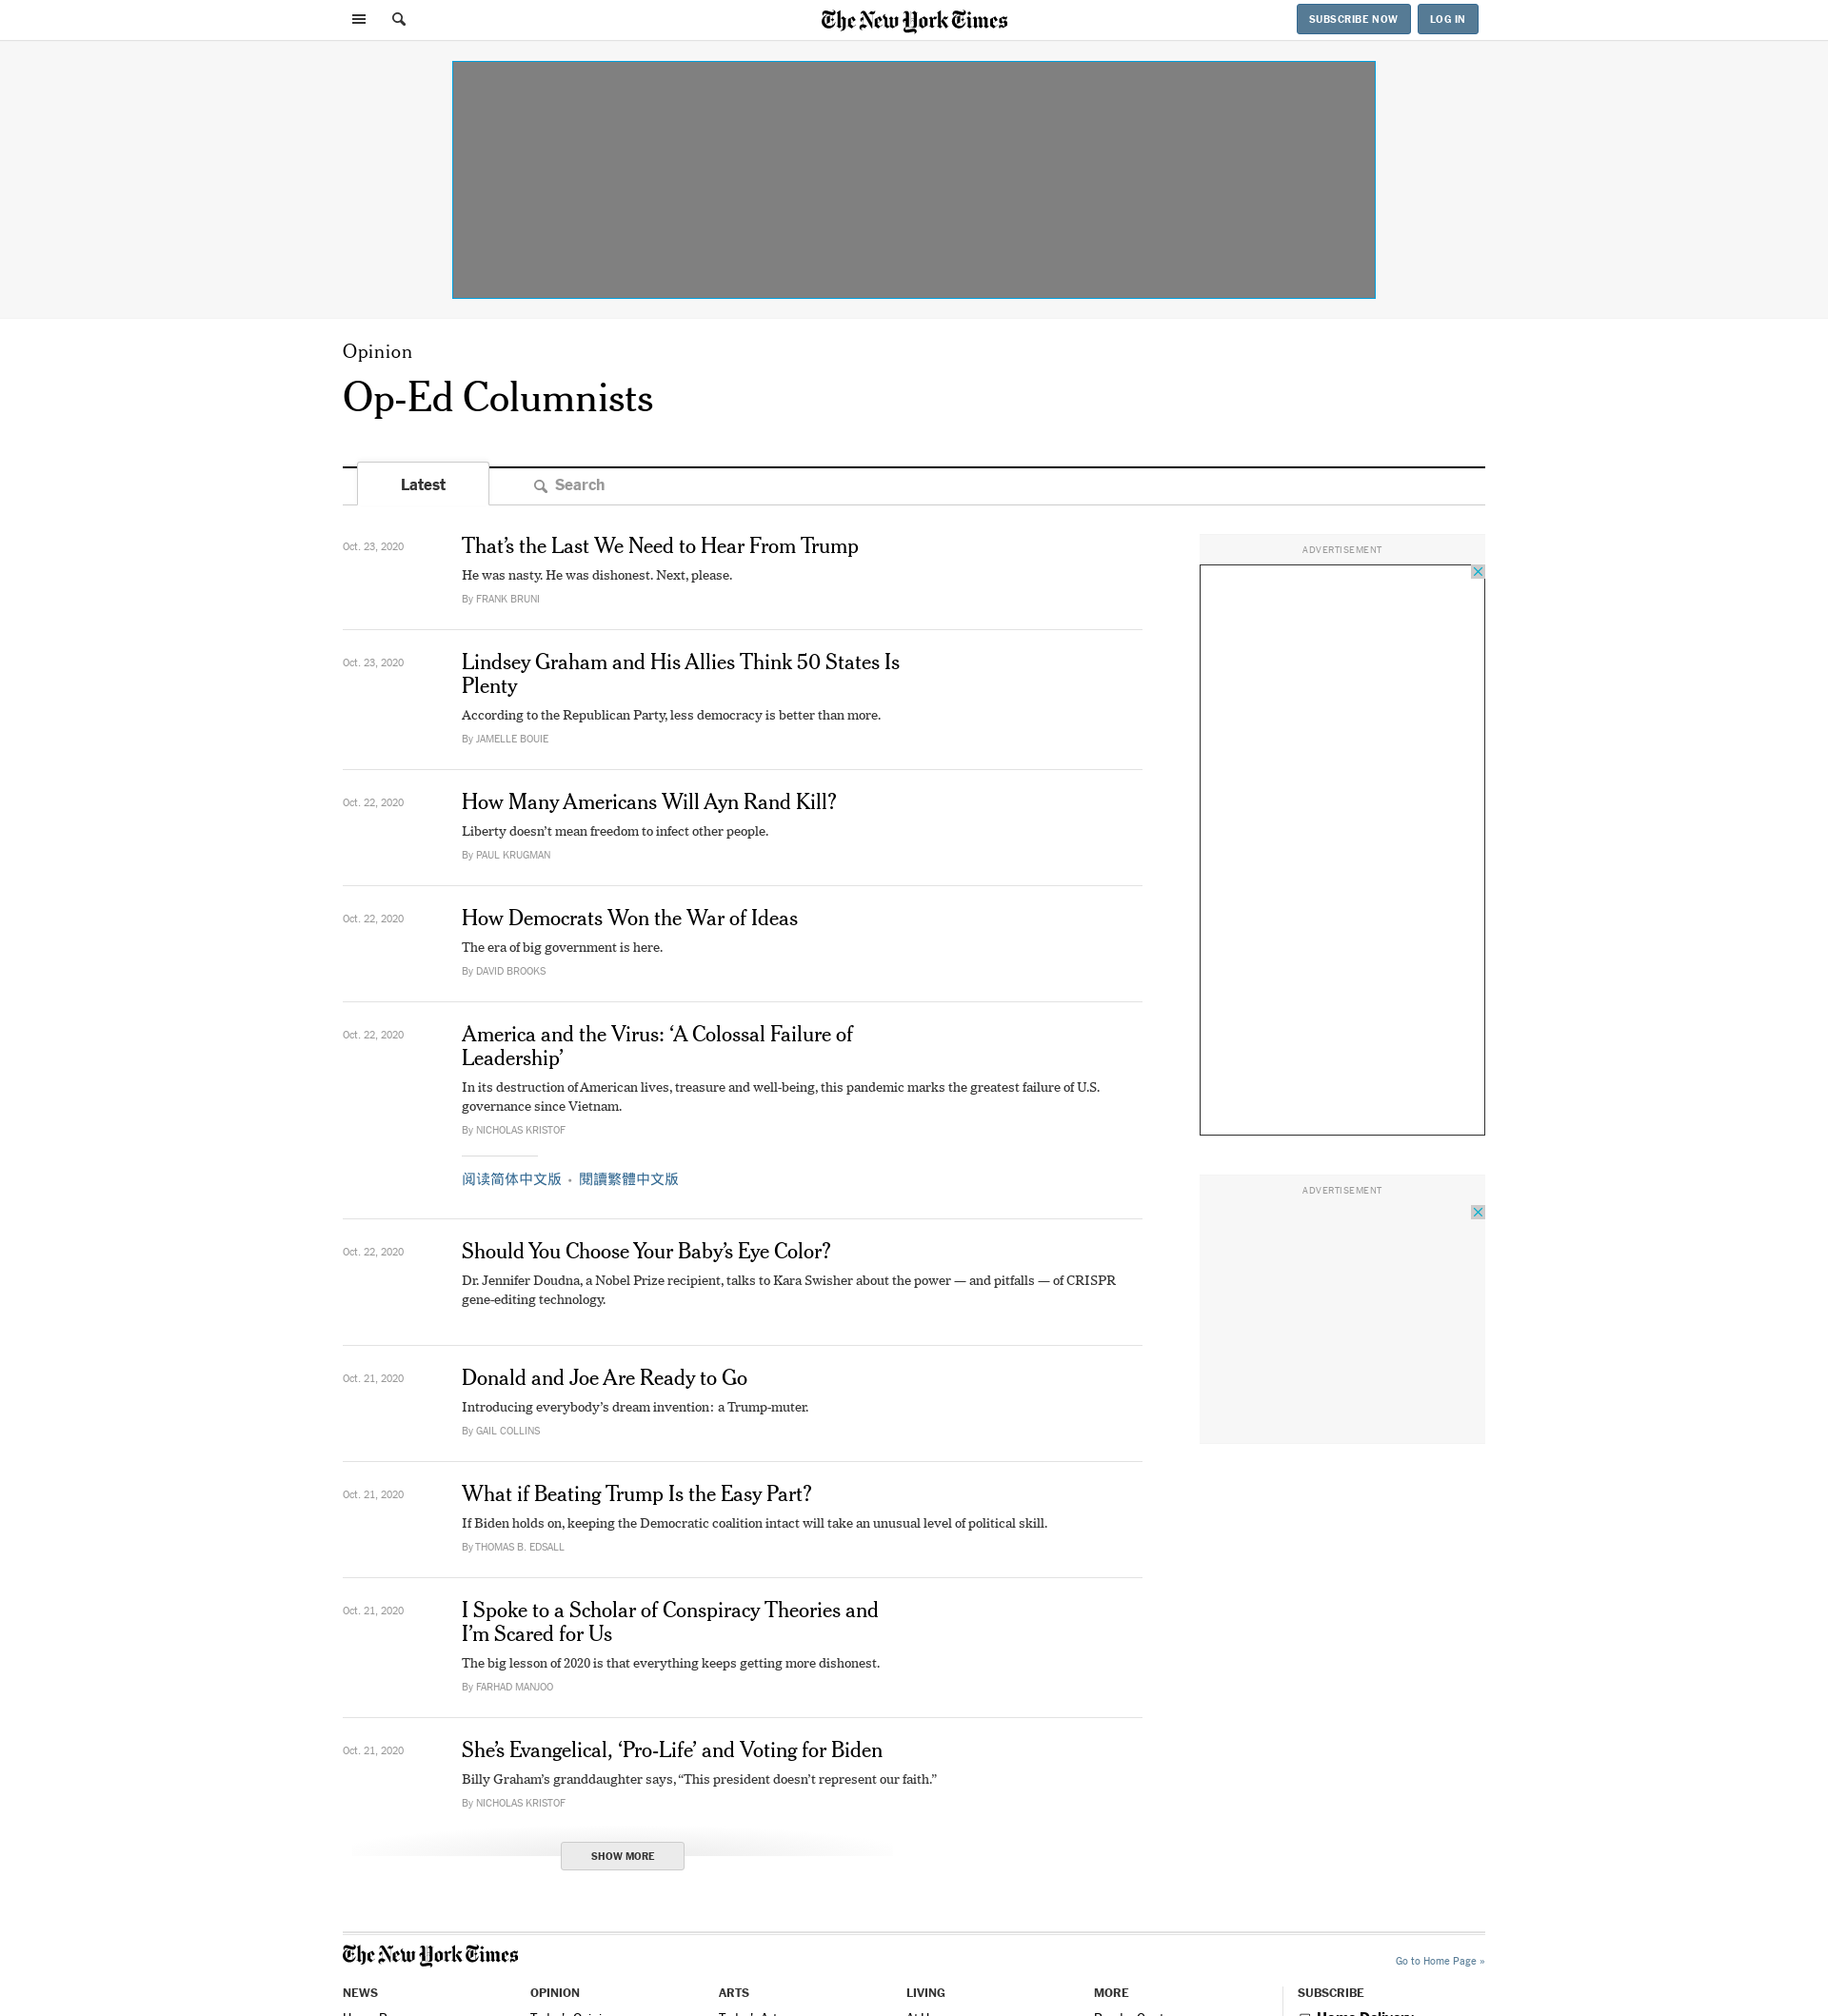 The New York Times
SUBSCRIBE NOW
LOG IN
Opinion
Op-Ed Columnists
Latest
Search
Oct. 23, 2020
That’s the Last We Need to Hear From Trump
He was nasty. He was dishonest. Next, please.
By FRANK BRUNI
Oct. 23, 2020
Lindsey Graham and His Allies Think 50 States Is
Plenty
According to the Republican Party, less democracy is better than more.
By JAMELLE BOUIE
Oct. 22, 2020
How Many Americans Will Ayn Rand Kill?
Liberty doesn’t mean freedom to infect other people.
By PAUL KRUGMAN
Oct. 22, 2020
How Democrats Won the War of Ideas
The era of big government is here.
By DAVID BROOKS
Oct. 22, 2020
America and the Virus: ‘A Colossal Failure of
Leadership’
In its destruction of American lives, treasure and well-being, this pandemic marks the greatest failure of U.S.
governance since Vietnam.
By NICHOLAS KRISTOF
阅读简体中文版 • 閱讀繁體中文版
Oct. 22, 2020
Should You Choose Your Baby’s Eye Color?
Dr. Jennifer Doudna, a Nobel Prize recipient, talks to Kara Swisher about the power — and pitfalls — of CRISPR
gene-editing technology.
Oct. 21, 2020
Donald and Joe Are Ready to Go
Introducing everybody’s dream invention: a Trump-muter.
By GAIL COLLINS
Oct. 21, 2020
What if Beating Trump Is the Easy Part?
If Biden holds on, keeping the Democratic coalition intact will take an unusual level of political skill.
By THOMAS B. EDSALL
Oct. 21, 2020
I Spoke to a Scholar of Conspiracy Theories and
I’m Scared for Us
The big lesson of 2020 is that everything keeps getting more dishonest.
By FARHAD MANJOO
Oct. 21, 2020
She’s Evangelical, ‘Pro-Life’ and Voting for Biden
Billy Graham’s granddaughter says, “This president doesn’t represent our faith.”
By NICHOLAS KRISTOF
SHOW MORE
ADVERTISEMENT
ADVERTISEMENT
The New York Times
Go to Home Page »
NEWS
OPINION
ARTS
LIVING
MORE
SUBSCRIBE
Home Delivery